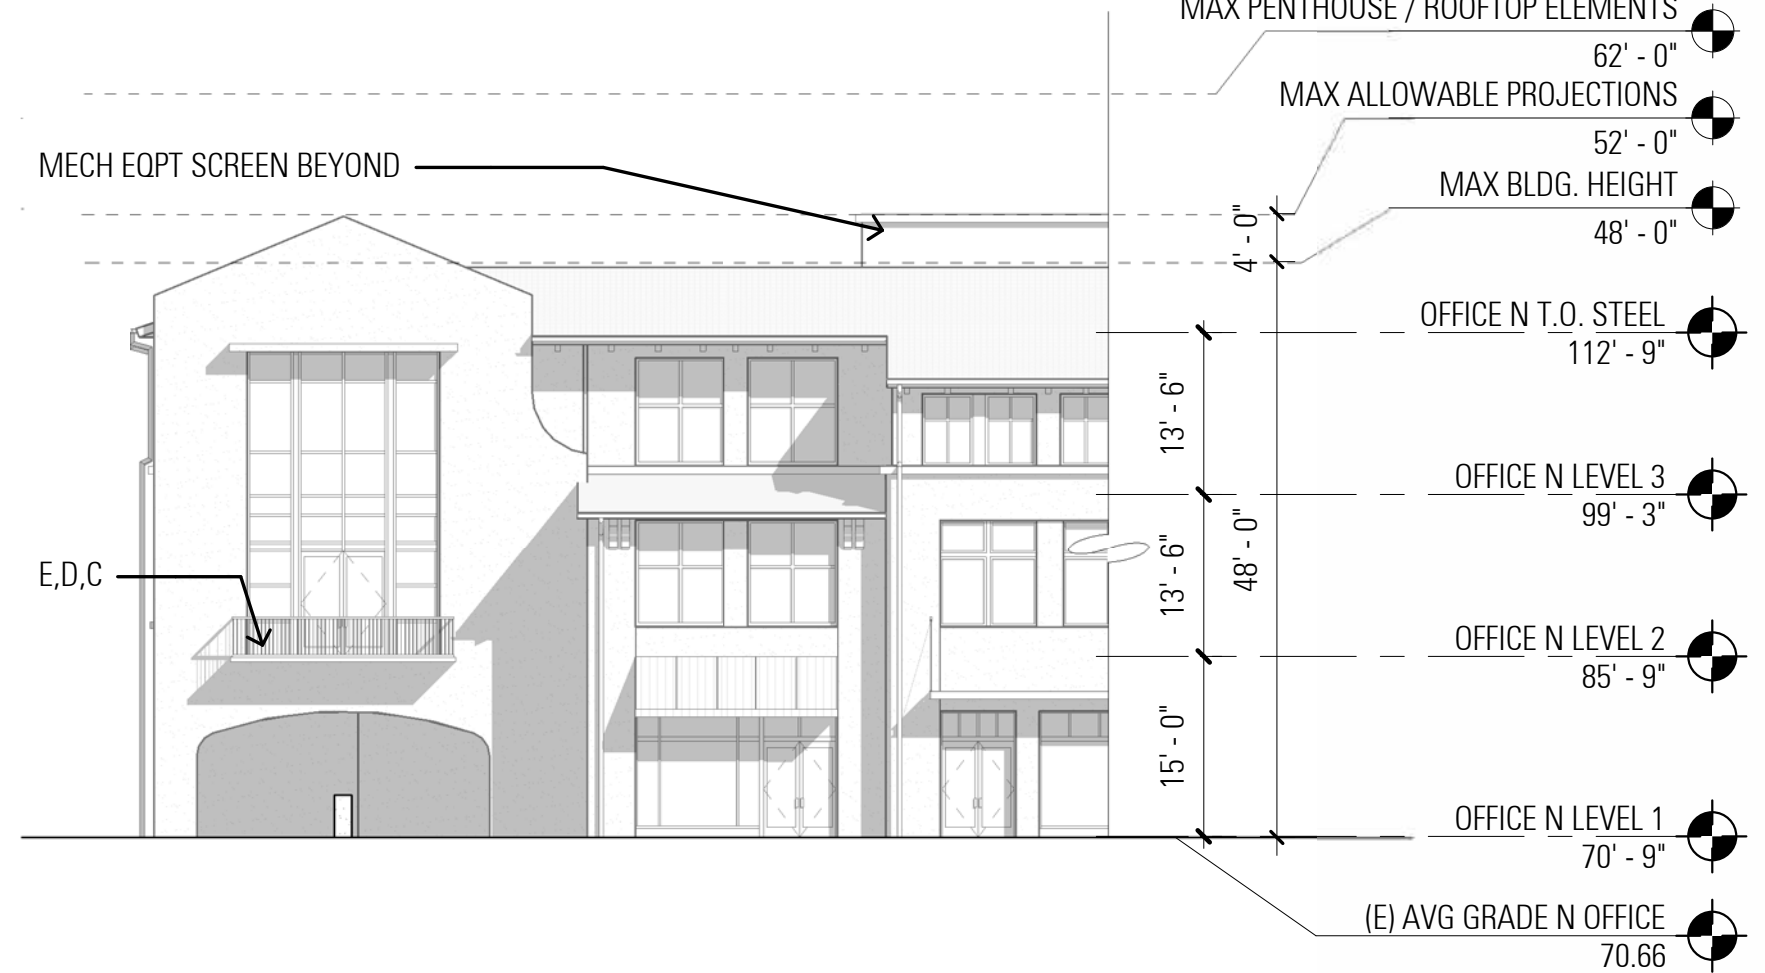 MAX PENTHOUSE / ROOFTOP ELEMENTS
62' - 0"
MAX ALLOWABLE PROJECTIONS
52' - 0"
MECH EQPT SCREEN BEYOND
MAX BLDG. HEIGHT
48' - 0"
4' - 0"
OFFICE N T.O. STEEL
112' - 9"
13' - 6"
OFFICE N LEVEL 3
99' - 3"
13' - 6"
48' - 0"
E,D,C
OFFICE N LEVEL 2
85' - 9"
15' - 0"
OFFICE N LEVEL 1
70' - 9"
(E) AVG GRADE N OFFICE
70.66